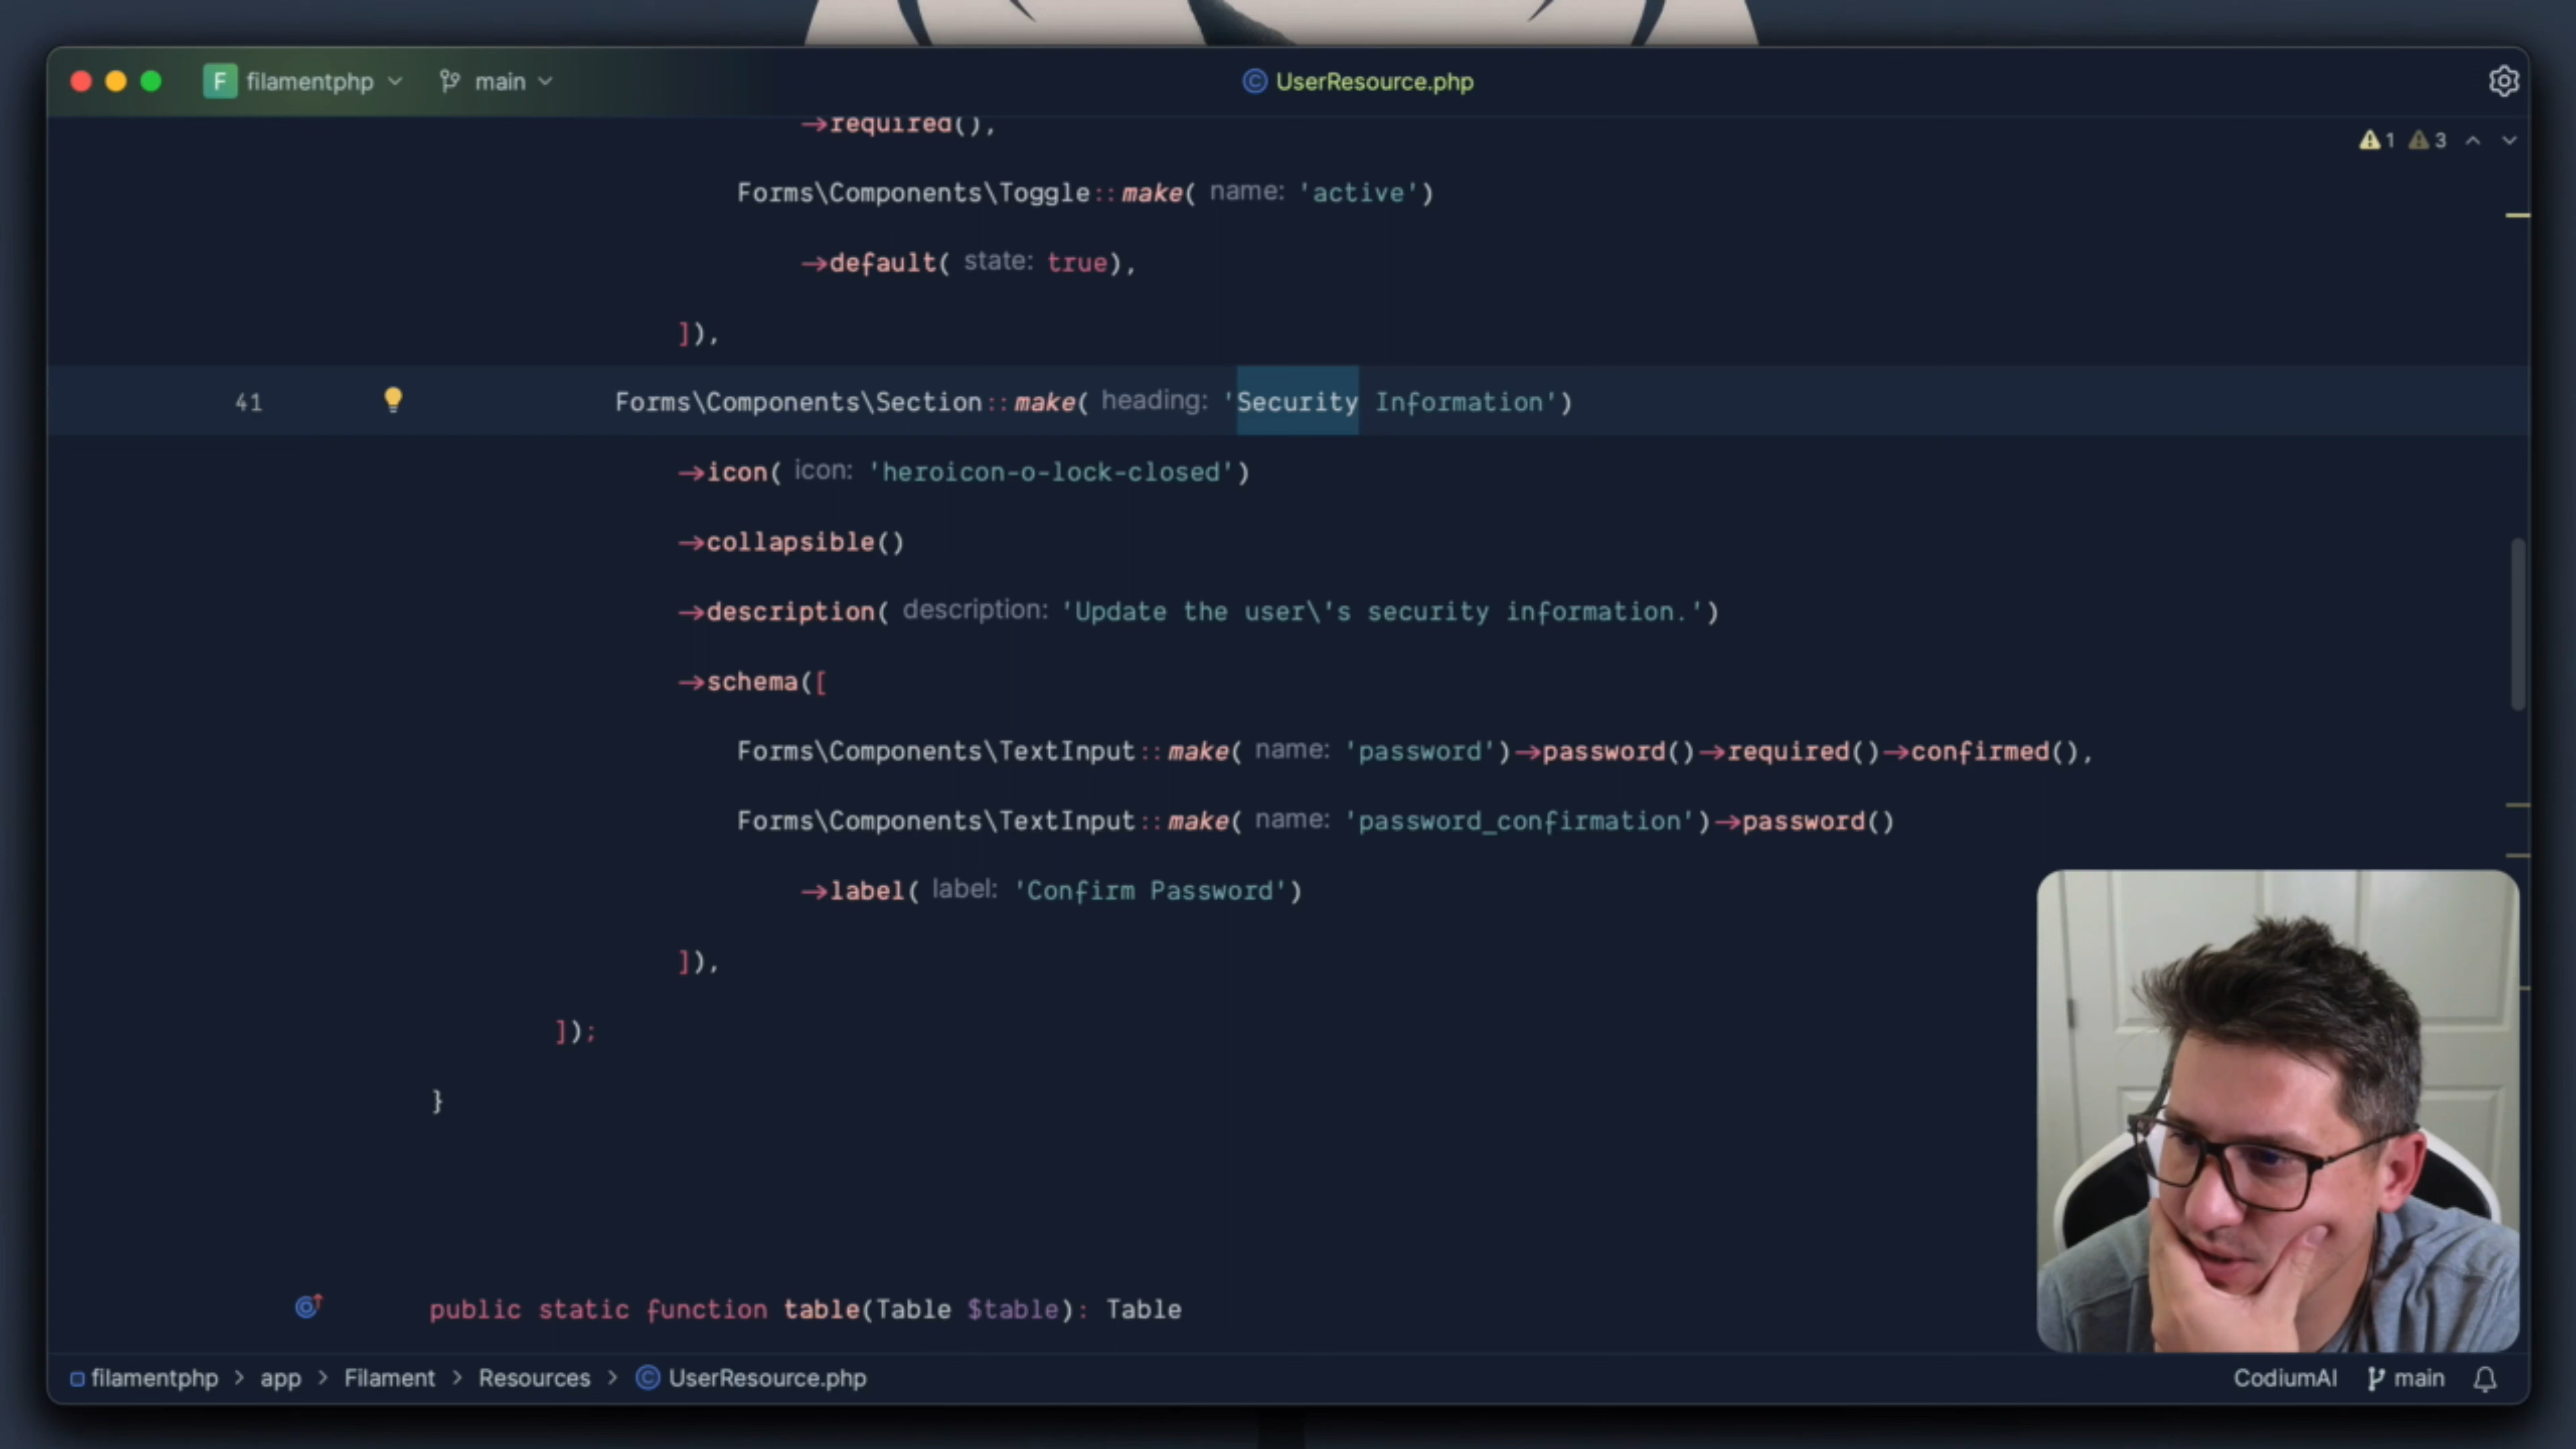 F filamentphp main UserResource.php
->required(),
1 3
Forms\Components\Toggle::make( name: 'active')
->default( state: true),
]),
41 Forms\Components\Section::make( heading: 'Security Information')
->icon( icon: 'heroicon-o-lock-closed')
->collapsible()
->description( description: 'Update the user\'s security information.')
->schema([
Forms\Components\TextInput::make( name: 'password')->password()->required()->confirmed(),
Forms\Components\TextInput::make( name: 'password_confirmation')->password()
->label( label: 'Confirm Password')
]),
]);
}
public static function table(Table $table): Table
filamentphp > app > Filament > Resources > UserResource.php CodiumAI main